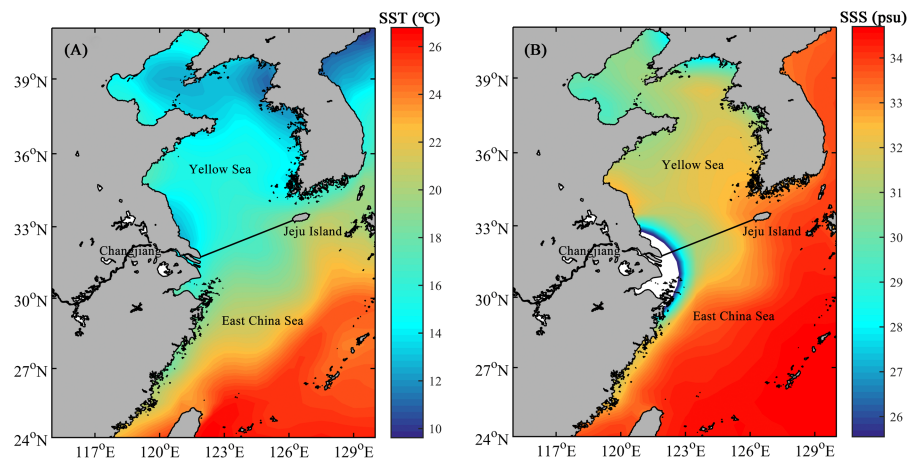 SST (℃)
SSS (psu)
(A)
(B)
39°N
36°N
33°N
30°N
27°N
24°N
117°E
120°E
123°E
126°E
129°E
Yellow Sea
Jeju Island
Changjiang
East China Sea
26
24
22
20
18
16
14
12
10
39°N
36°N
33°N
30°N
27°N
24°N
117°E
120°E
123°E
126°E
129°E
Yellow Sea
Jeju Island
Changjiang
East China Sea
34
33
32
31
30
29
28
27
26